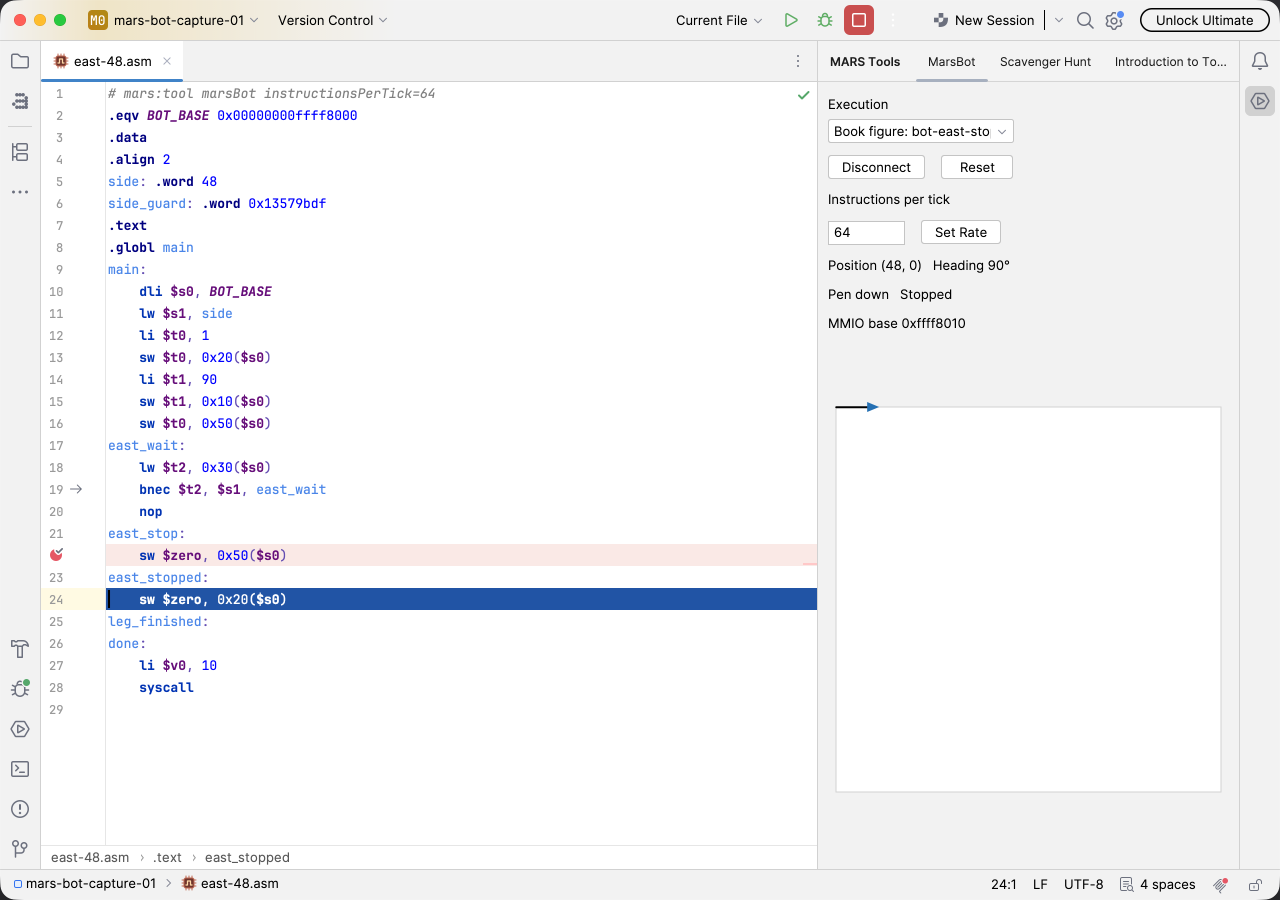 M0 mars-bot-capture-01 Version Control Current File New Session Unlock Ultimate
east-48.asm
MARS Tools MarsBot Scavenger Hunt Introduction to To...
1 # mars:tool marsBot instructionsPerTick=64
2 .eqv BOT_BASE 0x00000000ffff8000
3 .data
4 .align 2
5 side: .word 48
6 side_guard: .word 0x13579bdf
7 .text
8 .globl main
9 main:
10 dli $s0, BOT_BASE
11 lw $s1, side
12 li $t0, 1
13 sw $t0, 0x20($s0)
14 li $t1, 90
15 sw $t1, 0x10($s0)
16 sw $t0, 0x50($s0)
17 east_wait:
18 lw $t2, 0x30($s0)
19 bnec $t2, $s1, east_wait
20 nop
21 east_stop:
sw $zero, 0x50($s0)
23 east_stopped:
24 sw $zero, 0x20($s0)
25 leg_finished:
26 done:
27 li $v0, 10
28 syscall
29
Execution
Book figure: bot-east-sto
Disconnect Reset
Instructions per tick
64 Set Rate
Position (48, 0) Heading 90°
Pen down Stopped
MMIO base 0xffff8010
east-48.asm › .text › east_stopped
mars-bot-capture-01 › east-48.asm 24:1 LF UTF-8 4 spaces